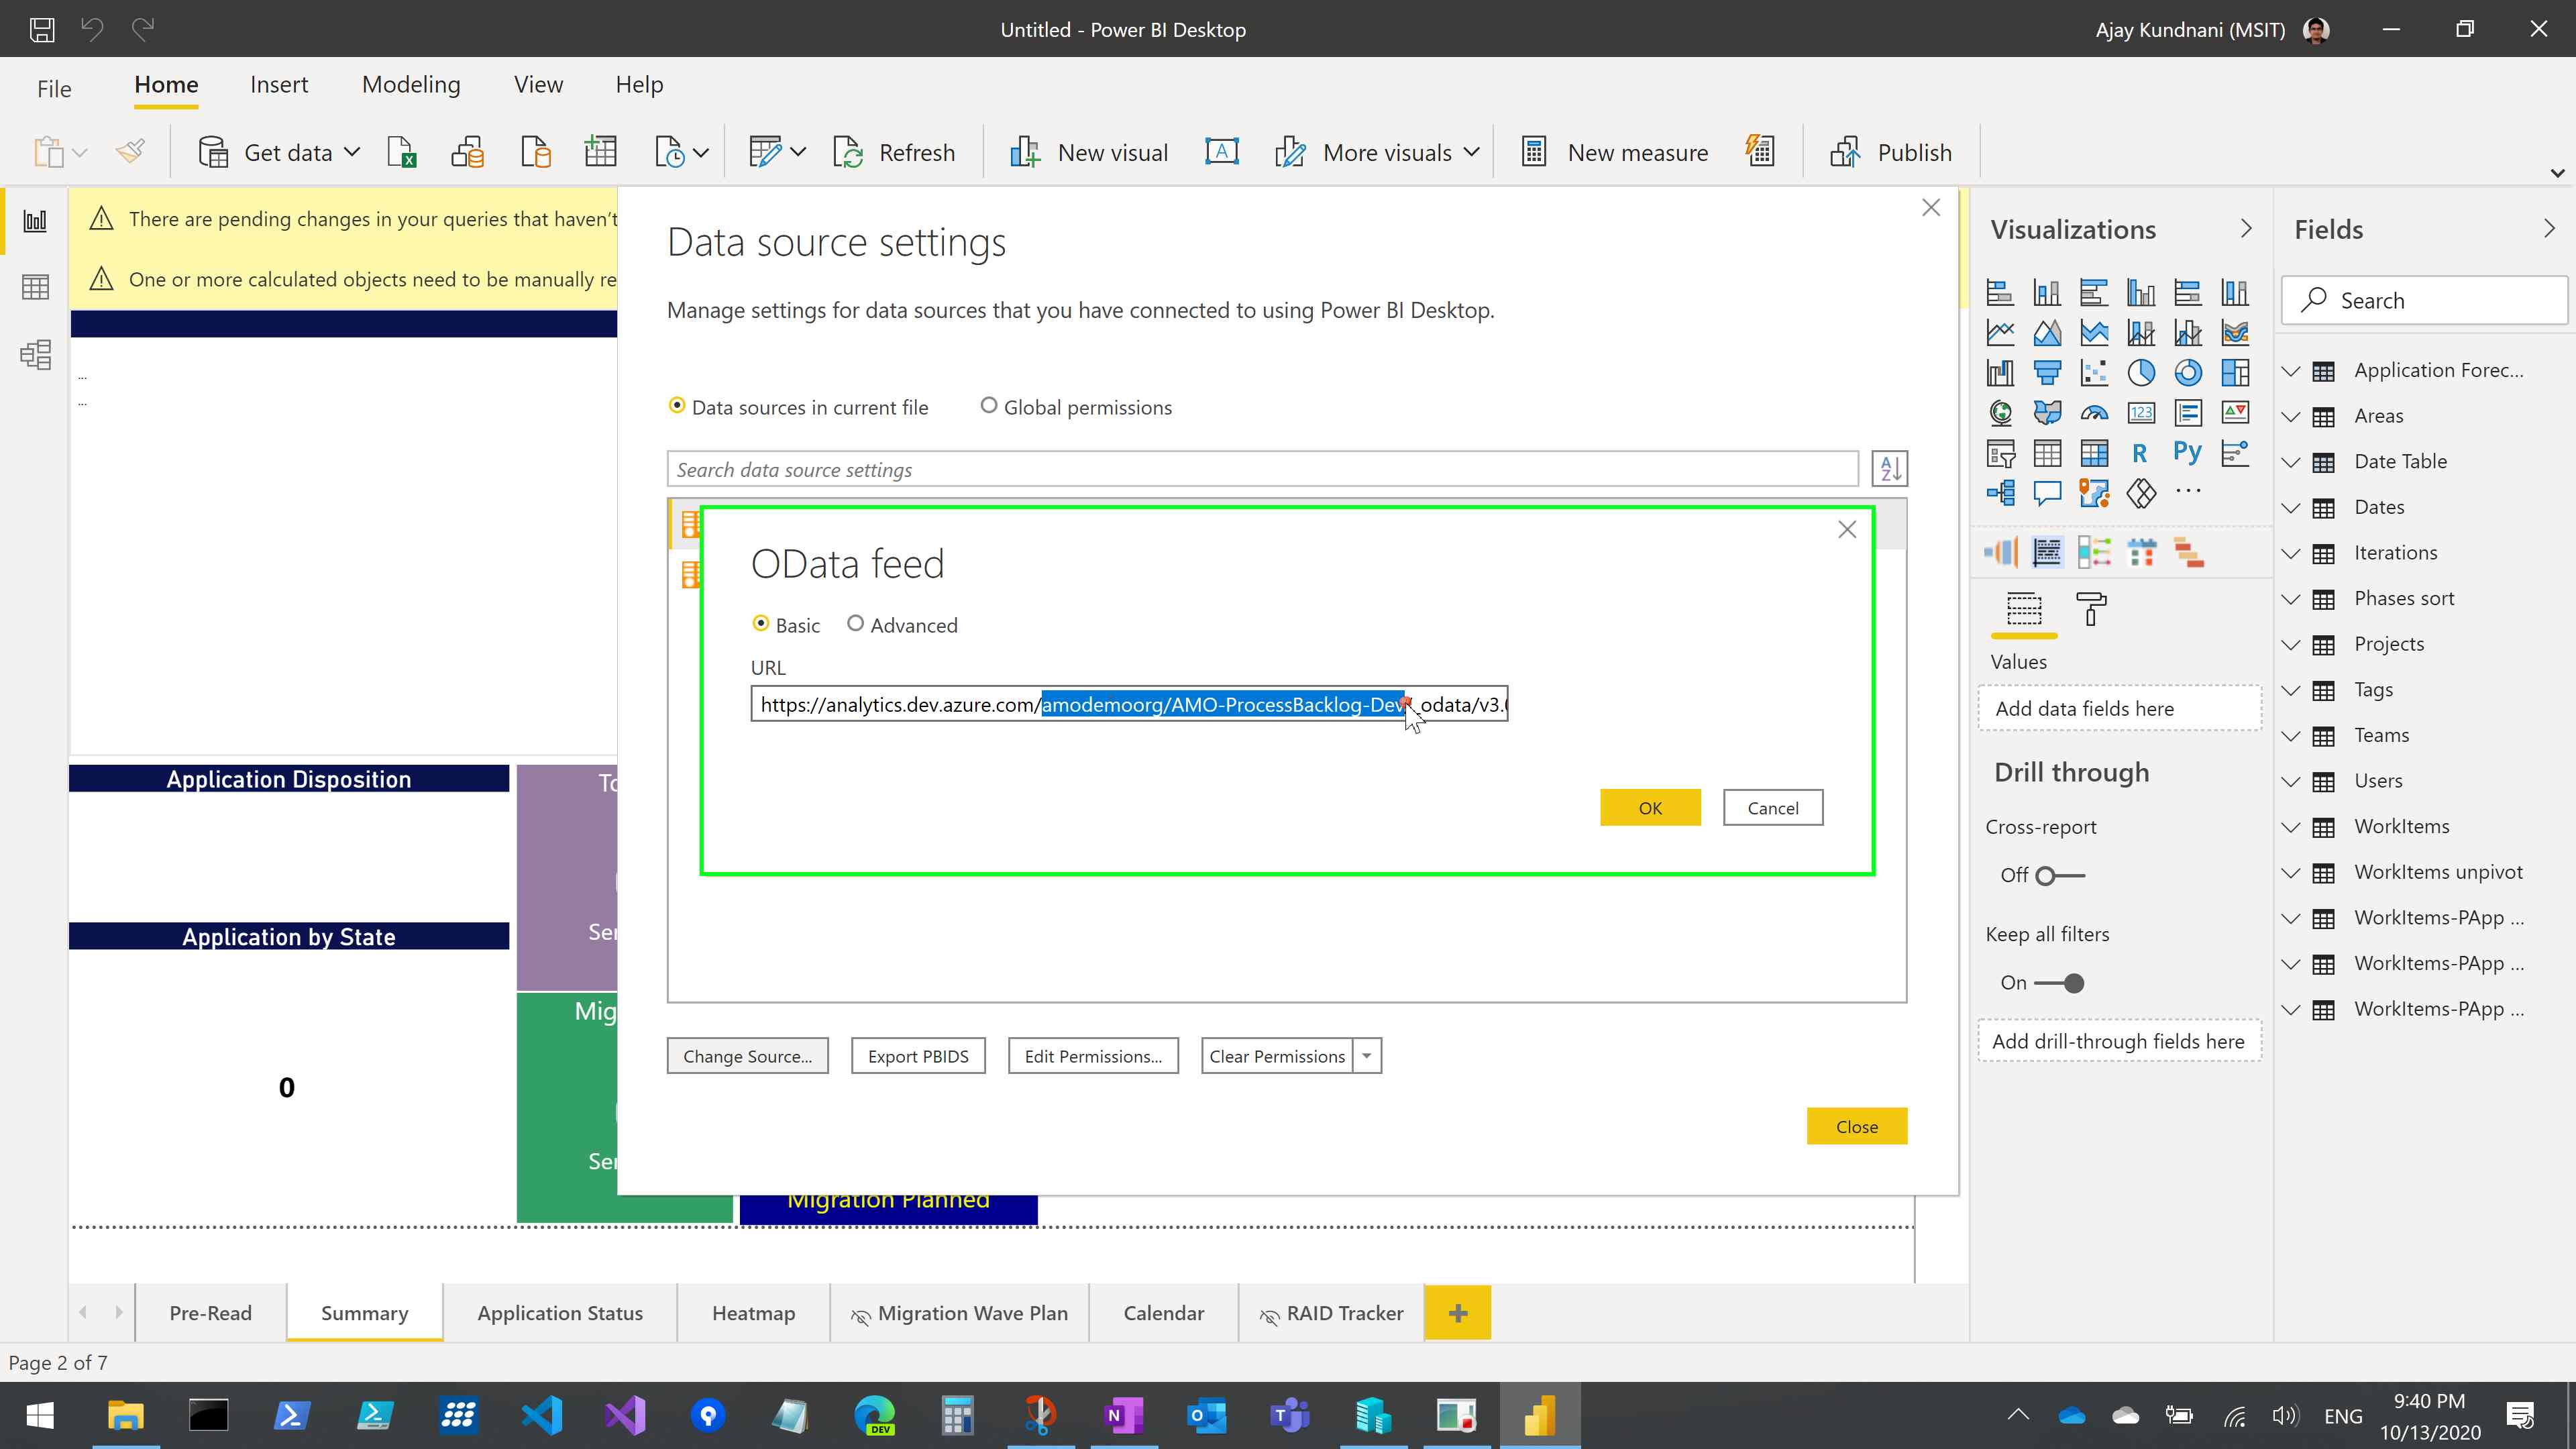 Untitled - Power BI Desktop
Ajay Kundnani (MSIT)
File
Home
Insert
Modeling
View
Help
Get data
Refresh
New visual
More visuals
New measure
Publish
There are pending changes in your queries that haven't
One or more calculated objects need to be manually re
...
...
Application Disposition
Application by State
0
To
Ser
Mig
Ser
Migration Planned
Data source settings
Manage settings for data sources that you have connected to using Power BI Desktop.
Data sources in current file
Global permissions
Search data source settings
OData feed
Basic
Advanced
URL
https://analytics.dev.azure.com/amodemoorg/AMO-ProcessBacklog-Dev/_odata/v3.0
OK
Cancel
Change Source...
Export PBIDS
Edit Permissions...
Clear Permissions
Close
Visualizations
123
R
Py
...
Values
Add data fields here
Drill through
Cross-report
Off
Keep all filters
On
Add drill-through fields here
Fields
Search
Application Forec...
Areas
Date Table
Dates
Iterations
Phases sort
Projects
Tags
Teams
Users
WorkItems
WorkItems unpivot
WorkItems-PApp ...
WorkItems-PApp ...
WorkItems-PApp ...
Pre-Read
Summary
Application Status
Heatmap
Migration Wave Plan
Calendar
RAID Tracker
Page 2 of 7
DEV
ENG
9:40 PM
10/13/2020